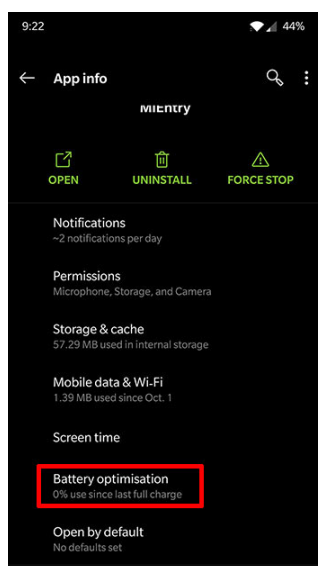 9:22 44%
App info
MiEntry
OPEN UNINSTALL FORCE STOP
Notifications
~2 notifications per day
Permissions
Microphone, Storage, and Camera
Storage & cache
57.29 MB used in internal storage
Mobile data & Wi-Fi
1.39 MB used since Oct. 1
Screen time
Battery optimisation
0% use since last full charge
Open by default
No defaults set